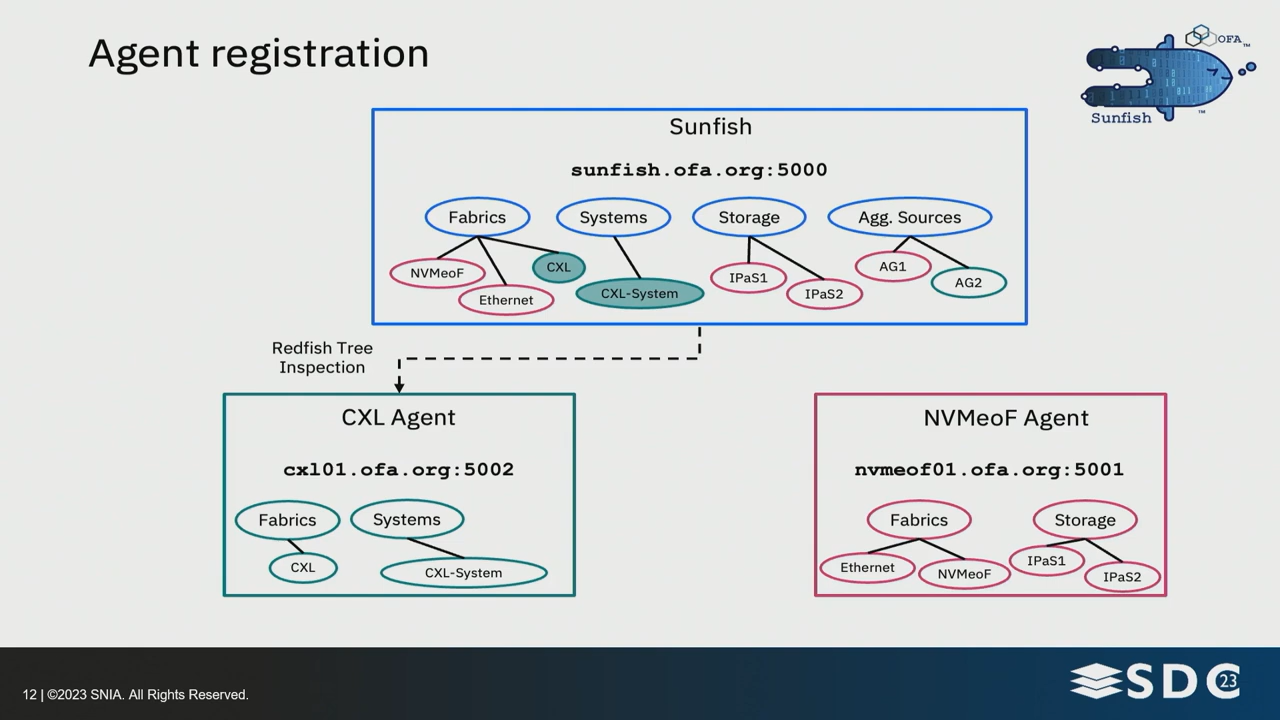 Agent registration
OFA™
Sunfish™
Sunfish
sunfish.ofa.org:5000
Fabrics
Systems
Storage
Agg. Sources
NVMeoF
Ethernet
CXL
CXL-System
IPaS1
IPaS2
AG1
AG2
Redfish Tree
Inspection
CXL Agent
cxl01.ofa.org:5002
Fabrics
Systems
CXL
CXL-System
NVMeoF Agent
nvmeof01.ofa.org:5001
Fabrics
Storage
Ethernet
NVMeoF
IPaS1
IPaS2
12 | ©2023 SNIA. All Rights Reserved.
SDC 23